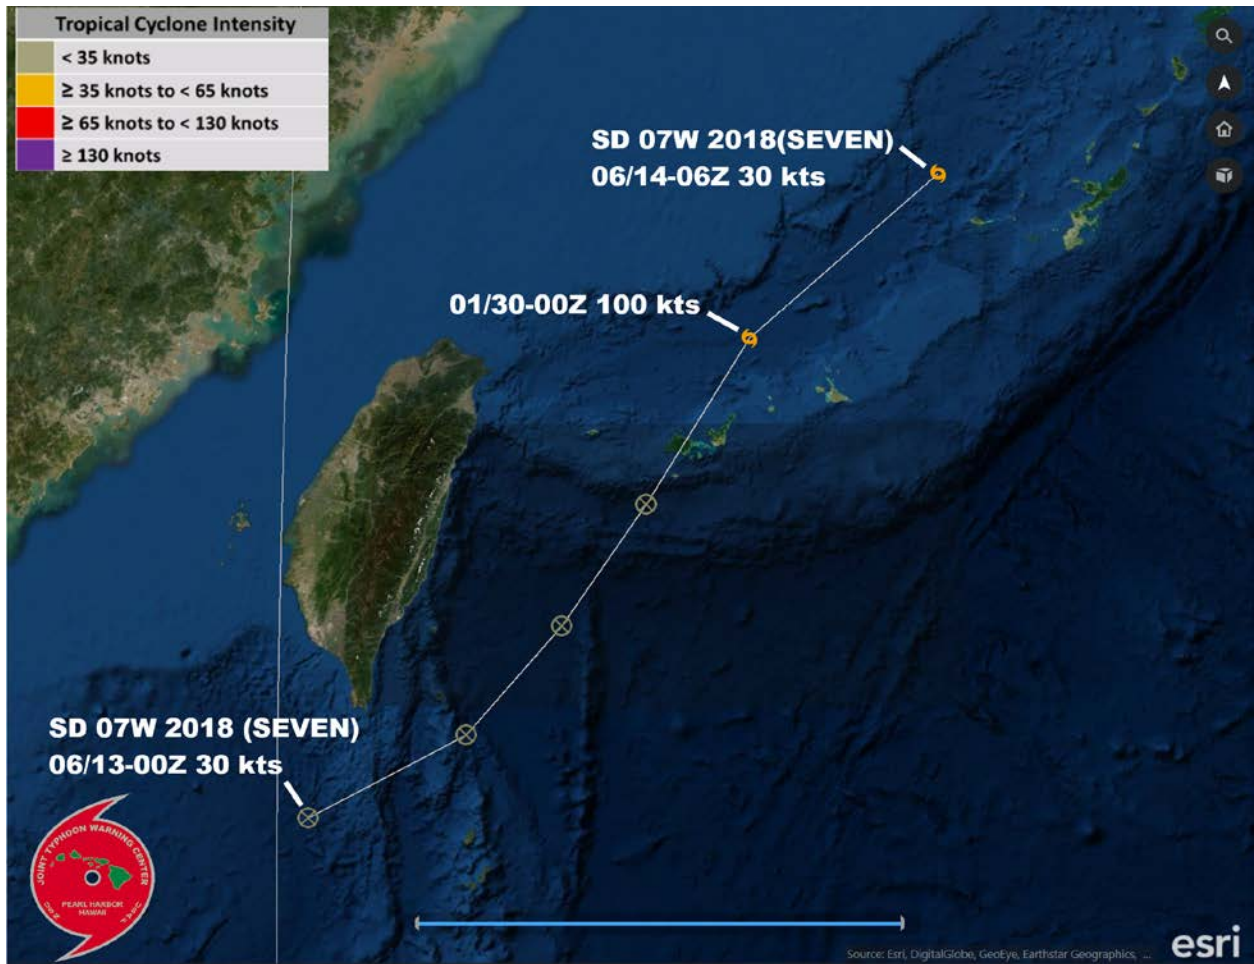 Tropical Cyclone Intensity
< 35 knots
≥ 35 knots to < 65 knots
≥ 65 knots to < 130 knots
≥ 130 knots
SD 07W 2018(SEVEN)
06/14-06Z 30 kts
01/30-00Z 100 kts
SD 07W 2018 (SEVEN)
06/13-00Z 30 kts
JOINT TYPHOON WARNING CENTER
PEARL HARBOR
HAWAII
Source: Esri, DigitalGlobe, GeoEye, Earthstar Geographics, ...
esri